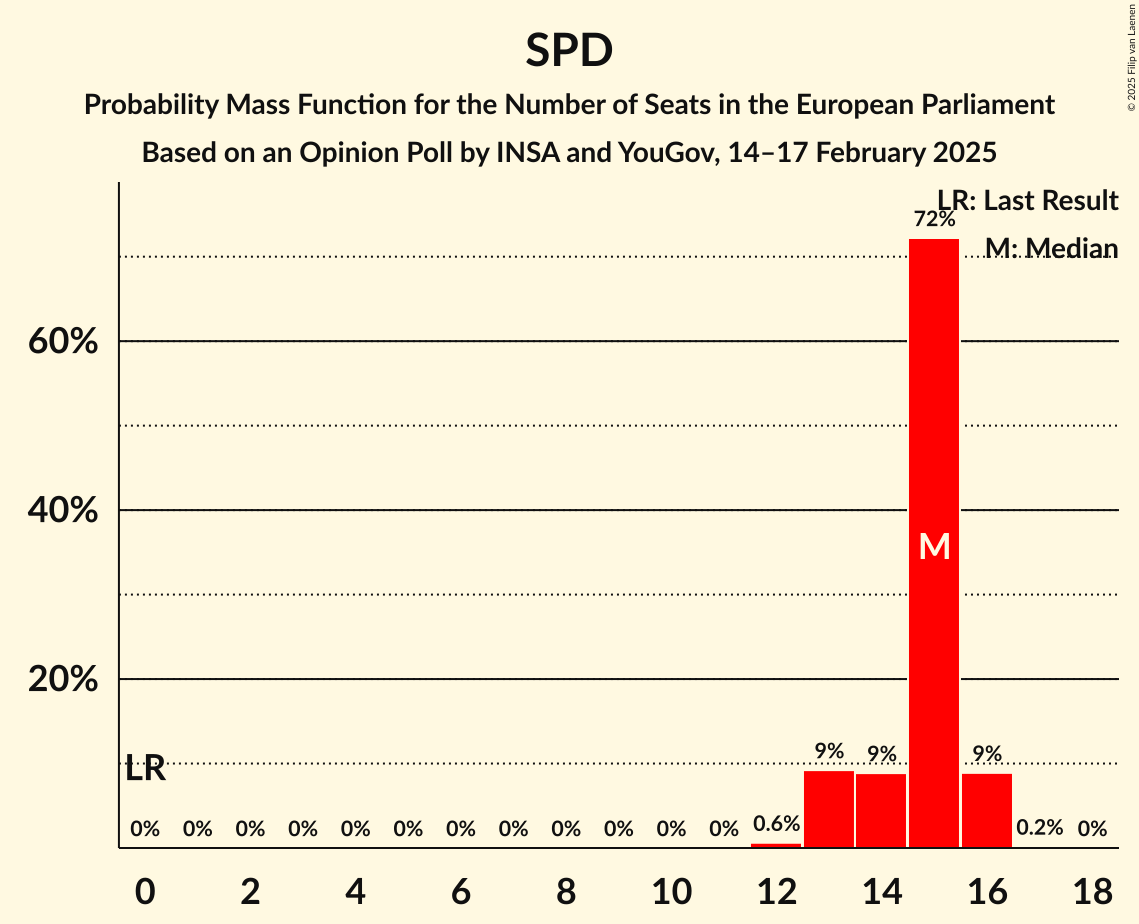 SPD
Probability Mass Function for the Number of Seats in the European Parliament
Based on an Opinion Poll by INSA and YouGov, 14–17 February 2025
© 2025 Filip van Laenen
LR: Last Result
M: Median
72%
60%
40%
M
20%
LR
0% 0% 0% 0% 0% 0% 0% 0% 0% 0% 0% 0% 0.6% 9% 9% 9% 0.2% 0%
0 2 4 6 8 10 12 14 16 18